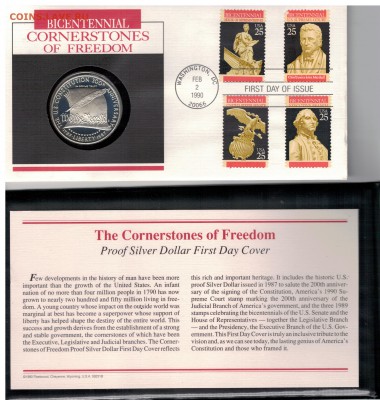 BICENTENNIAL
CORNERSTONES
OF FREEDOM
WASHINGTON, DC
FEB
2
1990
20066
FIRST DAY OF ISSUE
USA
25
USA
25
BICENTENNIAL
BICENTENNIAL
25
25
The Cornerstones of Freedom
Proof Silver Dollar First Day Cover
Few developments in the history of man have been more
important than the growth of the United States. An infant
nation of no more than four million people in 1790 has now
grown to nearly two hundred and fifty million living in free-
dom. A young country whose impact on the outside world was
marginal at best has become a superpower whose support of
liberty has helped shape the destiny of the entire world. This
success and growth derives from the establishment of a strong
and stable government, the cornerstones of which have been
the Executive, Legislative and Judicial branches. The Corner-
stones of Freedom Proof Silver Dollar First Day Cover reflects
this rich and important heritage. It includes the historic U.S.
proof Silver Dollar issued in 1987 to salute the 200th anniver-
sary of the signing of the Constitution, America's 1990 Su-
preme Court stamp marking the 200th anniversary of the
Judicial Branch of America's government, and the three 1989
stamps celebrating the bicentennials of the U.S. Senate and the
House of Representatives — together the Legislative Branch
— and the Presidency, the Executive Branch of the U.S. Gov-
ernment. This First Day Cover is truly an inclusive tribute to the
vision and, as we can see today, the lasting genius of America's
Constitution and those who framed it.